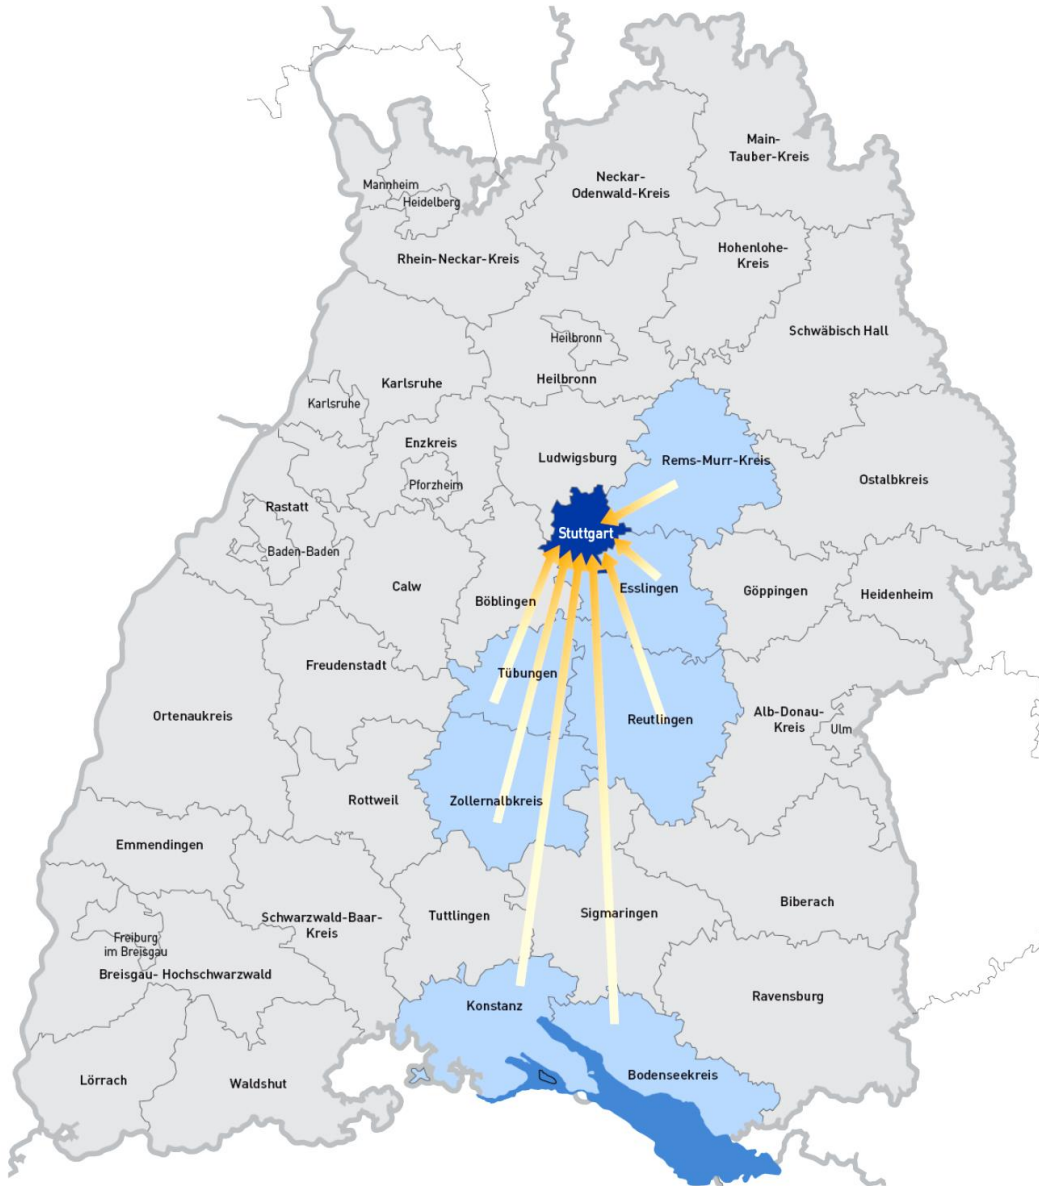 Main-
Tauber-Kreis
Neckar-
Odenwald-Kreis
Mannheim
Heidelberg
Hohenlohe-
Kreis
Rhein-Neckar-Kreis
Schwäbisch Hall
Heilbronn
Heilbronn
Karlsruhe
Karlsruhe
Enzkreis
Ludwigsburg
Rems-Murr-Kreis
Ostalbkreis
Pforzheim
Rastatt
Stuttgart
Baden-Baden
Calw
Böblingen
Esslingen
Göppingen
Heidenheim
Freudenstadt
Tübungen
Ortenaukreis
Reutlingen
Alb-Donau-
Kreis
Ulm
Rottweil
Zollernalbkreis
Emmendingen
Biberach
Schwarzwald-Baar-
Kreis
Tuttlingen
Sigmaringen
Freiburg
im Breisgau
Breisgau- Hochschwarzwald
Ravensburg
Konstanz
Bodenseekreis
Lörrach
Waldshut